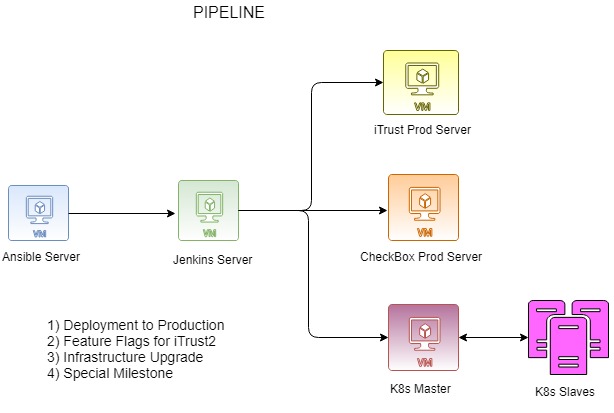 PIPELINE
VM
iTrust Prod Server
VM
Ansible Server
VM
Jenkins Server
VM
CheckBox Prod Server
1) Deployment to Production
2) Feature Flags for iTrust2
3) Infrastructure Upgrade
4) Special Milestone
VM
K8s Master
K8s Slaves